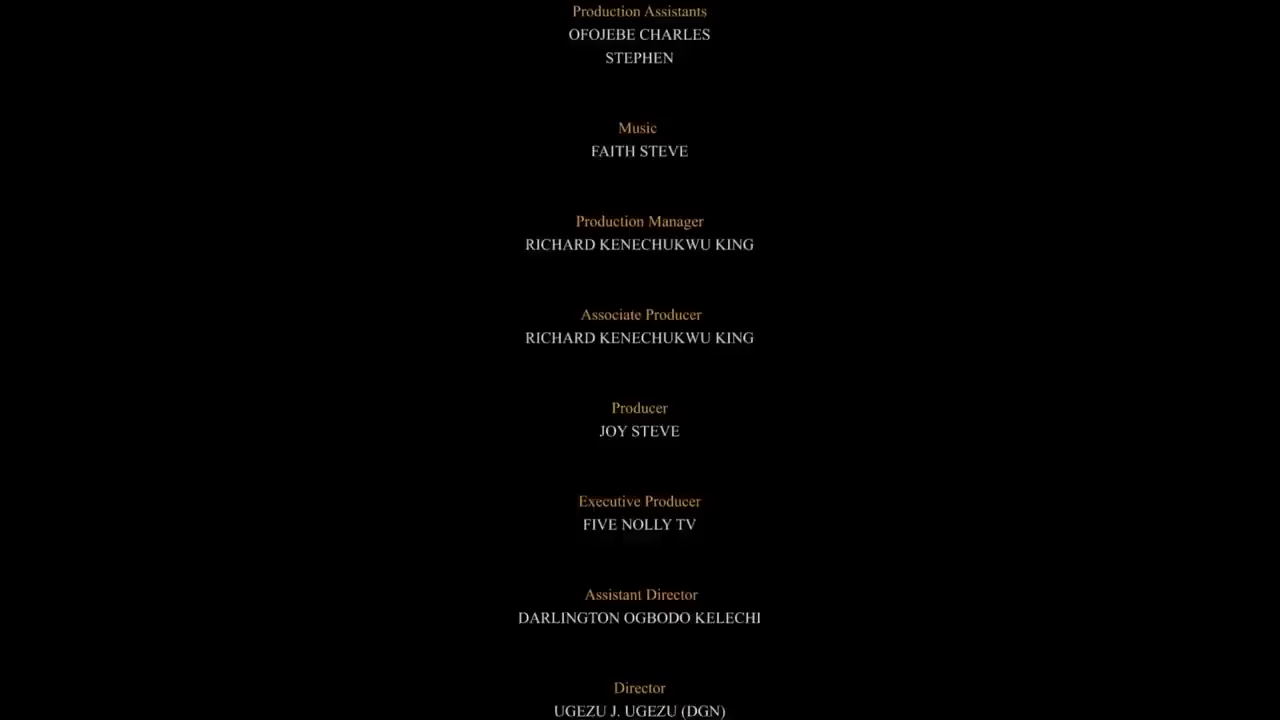 Production Assistants
OFOJEBE CHARLES
STEPHEN
Music
FAITH STEVE
Production Manager
RICHARD KENECHUKWU KING
Associate Producer
RICHARD KENECHUKWU KING
Producer
JOY STEVE
Executive Producer
FIVE NOLLY TV
Assistant Director
DARLINGTON OGBODO KELECHI
Director
UGEZU J. UGEZU (DGN)